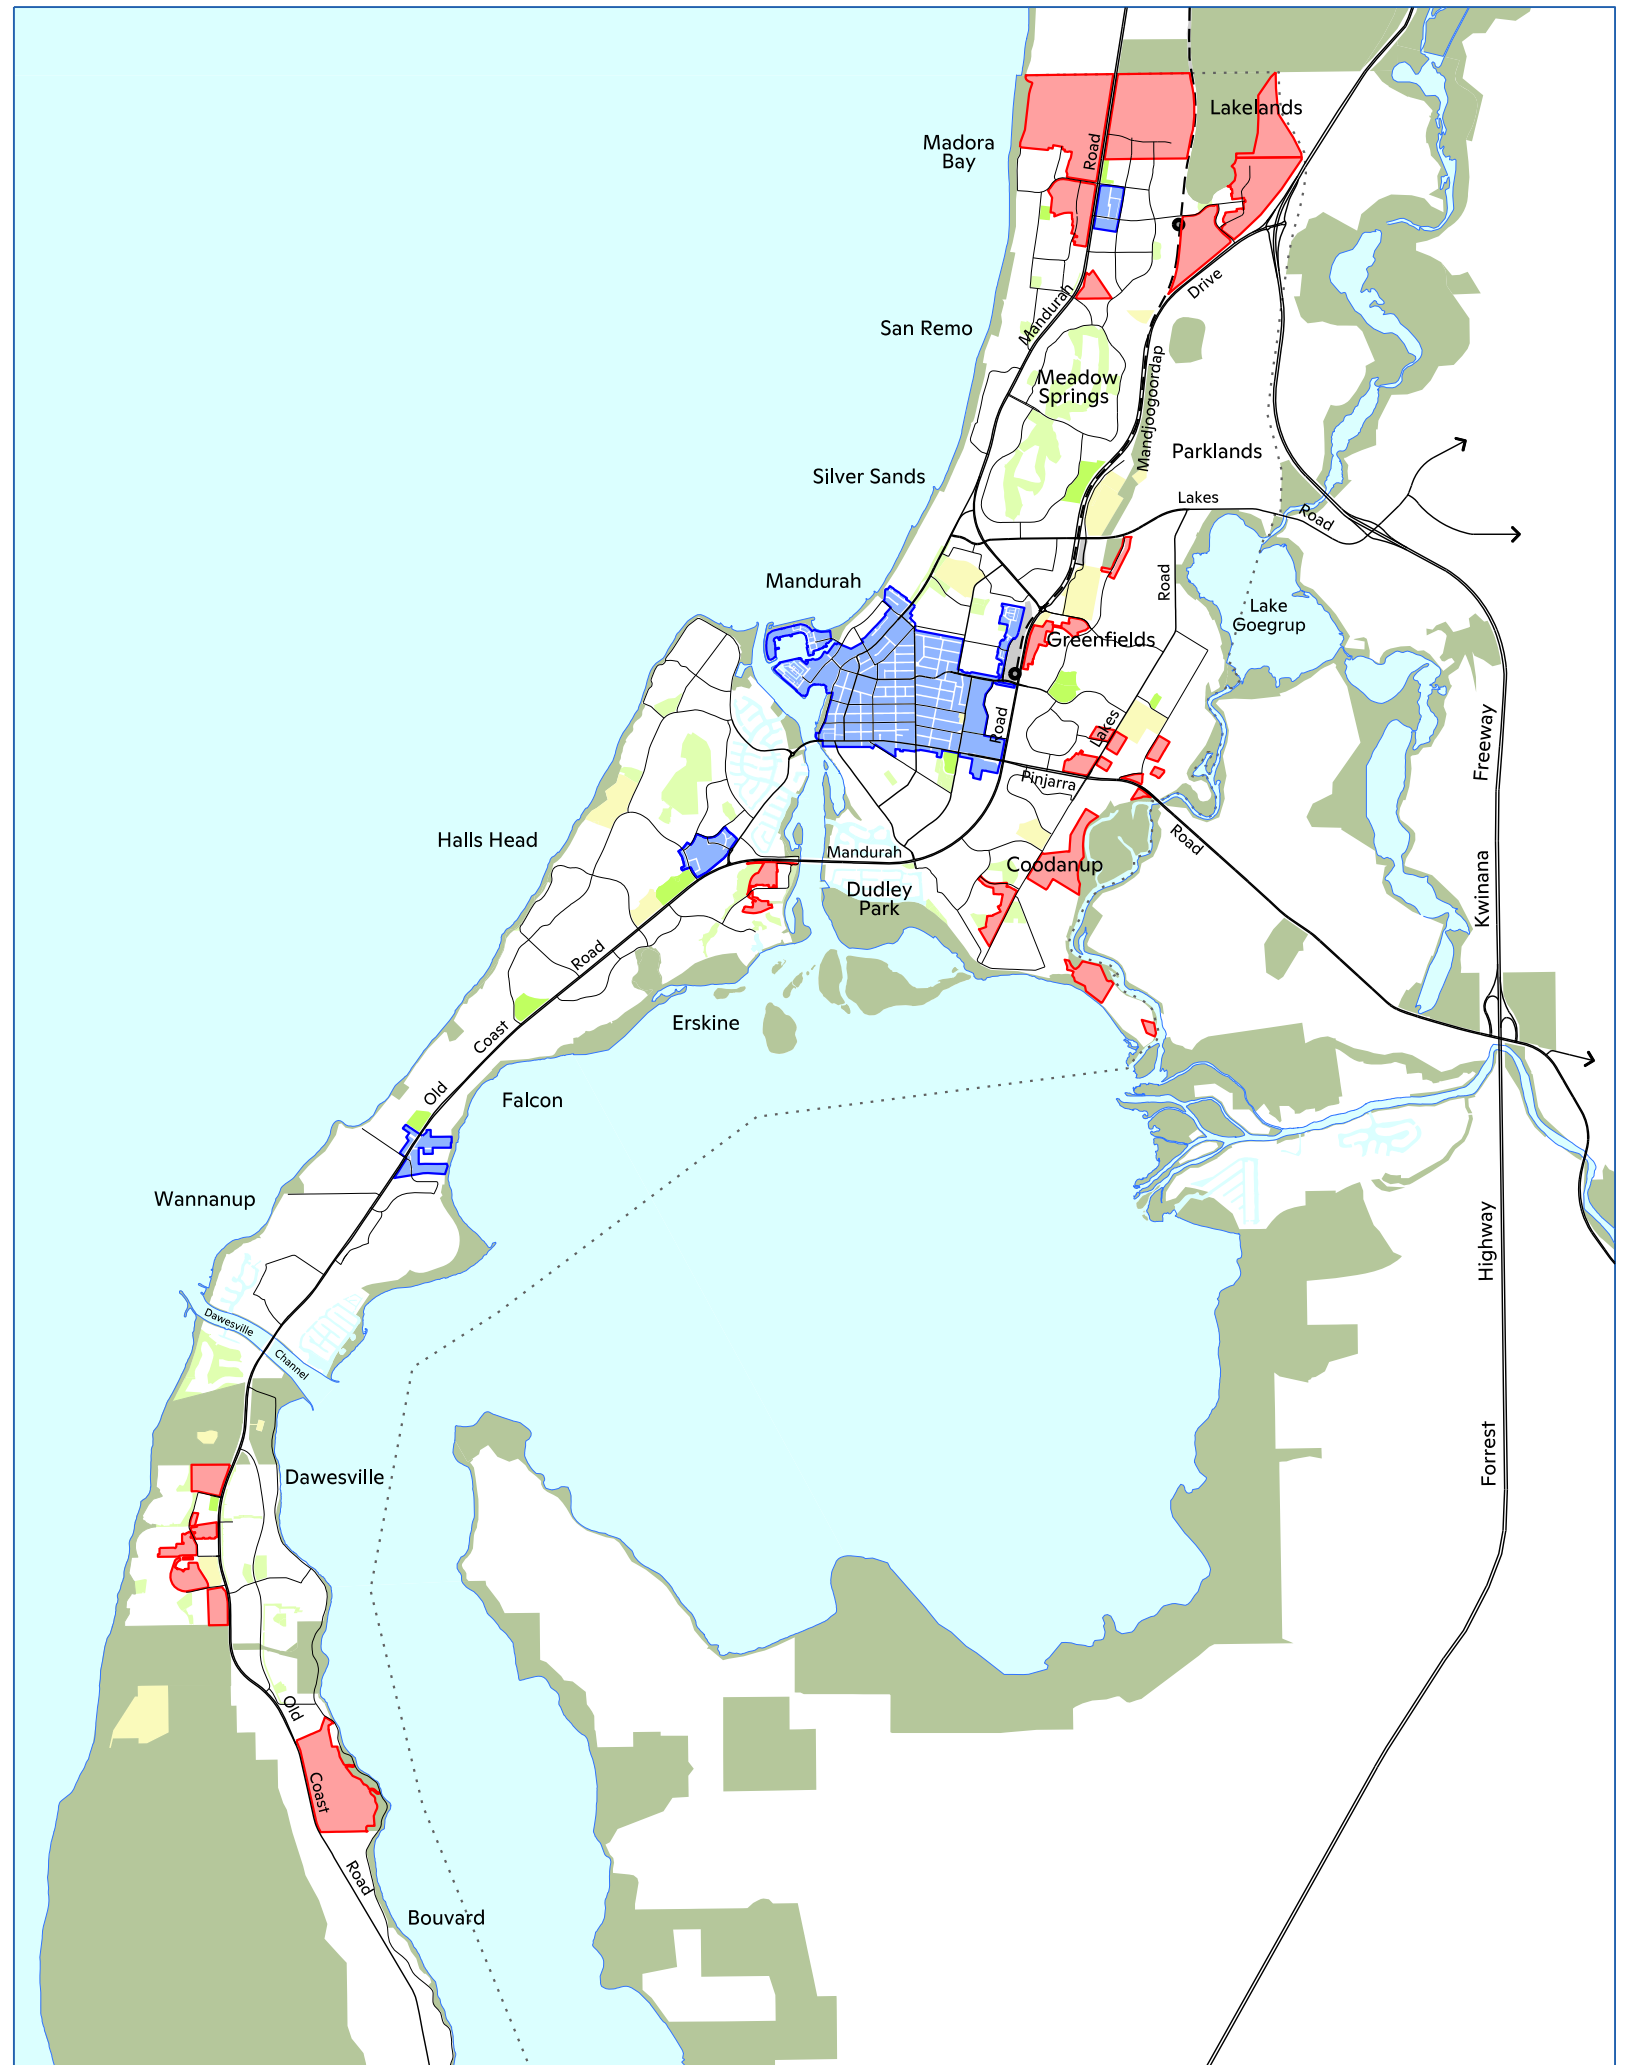 Lakelands
Madora
Bay
Road
Drive
Mandurah
San Remo
Meadow
Springs
Mandjoogoordap
Parklands
Silver Sands
Lakes
Road
Mandurah
Road
Lake
Goegrup
Greenfields
Road
Lakes
Freeway
Pinjarra
Road
Halls Head
Mandurah
Coodanup
Dudley
Park
Kwinana
Road
Erskine
Coast
Old
Falcon
Wannanup
Highway
Dawesville
Channel
Forrest
Dawesville
Old
Coast
Road
Bouvard